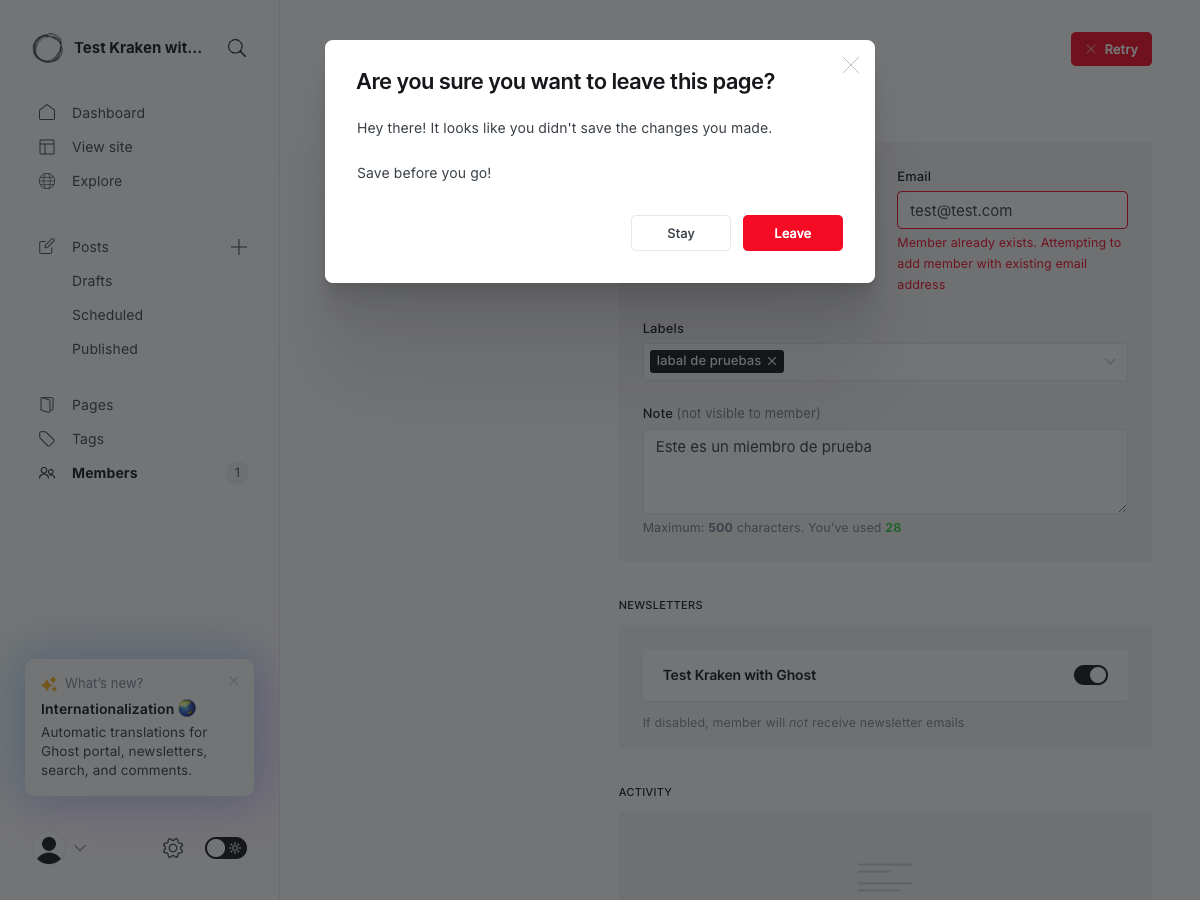 Test Kraken wit...
Dashboard
View site
Explore
Posts
Drafts
Scheduled
Published
Pages
Tags
Members
1
What's new?
Internationalization
Automatic translations for
Ghost portal, newsletters,
search, and comments.
Are you sure you want to leave this page?
Hey there! It looks like you didn't save the changes you made.
Save before you go!
Stay
Leave
Retry
Email
test@test.com
Member already exists. Attempting to
add member with existing email
address
Labels
labal de pruebas
Note (not visible to member)
Este es un miembro de prueba
Maximum: 500 characters. You've used 28
NEWSLETTERS
Test Kraken with Ghost
If disabled, member will not receive newsletter emails
ACTIVITY